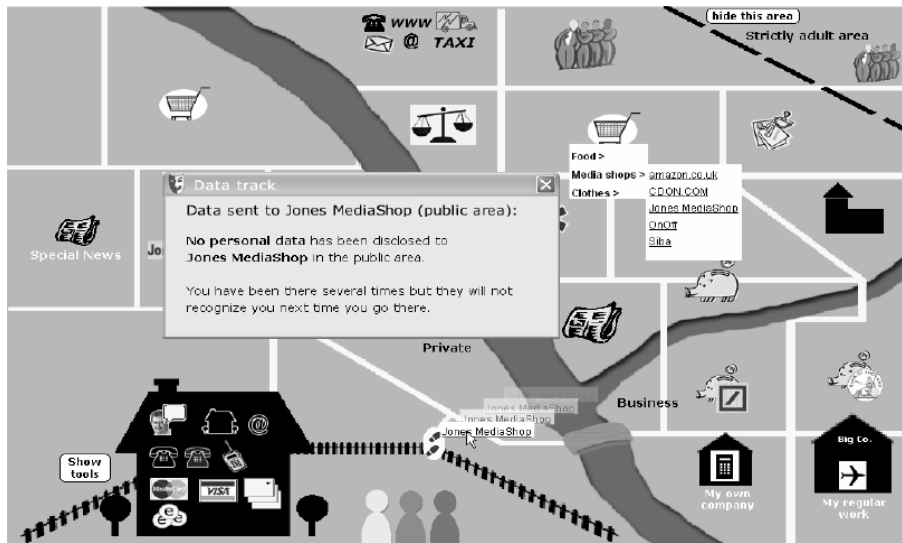 hide this area
WWW
@ TAXI
Strictly adult area
Food >
Media shops > amazon.co.uk
Clothes > CDON.COM
Jones MediaShop
OnOff
Siba
Data track
Data sent to Jones MediaShop (public area):
No personal data has been disclosed to
Jones MediaShop in the public area.
You have been there several times but they will not
recognize you next time you go there.
Special News
Jo
Private
Business
Jones MediaShop
Jones MediaShop
Jones MediaShop
@
Show
tools
MasterCard
VISA
e
e e
Big Co.
My own
company
My regular
work